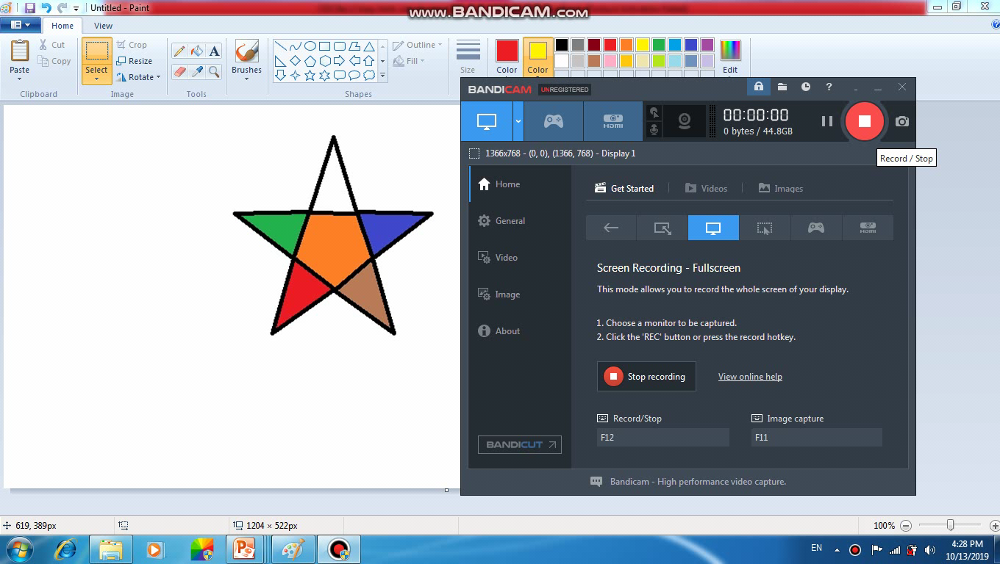 Untitled - Paint
www.BANDICAM.com
Home
View
Paste
Cut
Copy
Clipboard
Select
Crop
Resize
Rotate
Image
A
Tools
Brushes
Outline
Fill
Shapes
Size
Color
Color
Edit
BANDICAM UNREGISTERED
?
HDMI
00:00:00
0 bytes / 44.8GB
1366x768 - (0, 0), (1366, 768) - Display 1
Record / Stop
Home
General
Video
Image
About
BANDICUT
Get Started
Videos
Images
HDMI
Screen Recording - Fullscreen
This mode allows you to record the whole screen of your display.
1. Choose a monitor to be captured.
2. Click the 'REC' button or press the record hotkey.
Stop recording
View online help
Record/Stop
Image capture
F12
F11
Bandicam - High performance video capture.
619, 389px
1204 × 522px
100%
EN
4:28 PM
10/13/2019